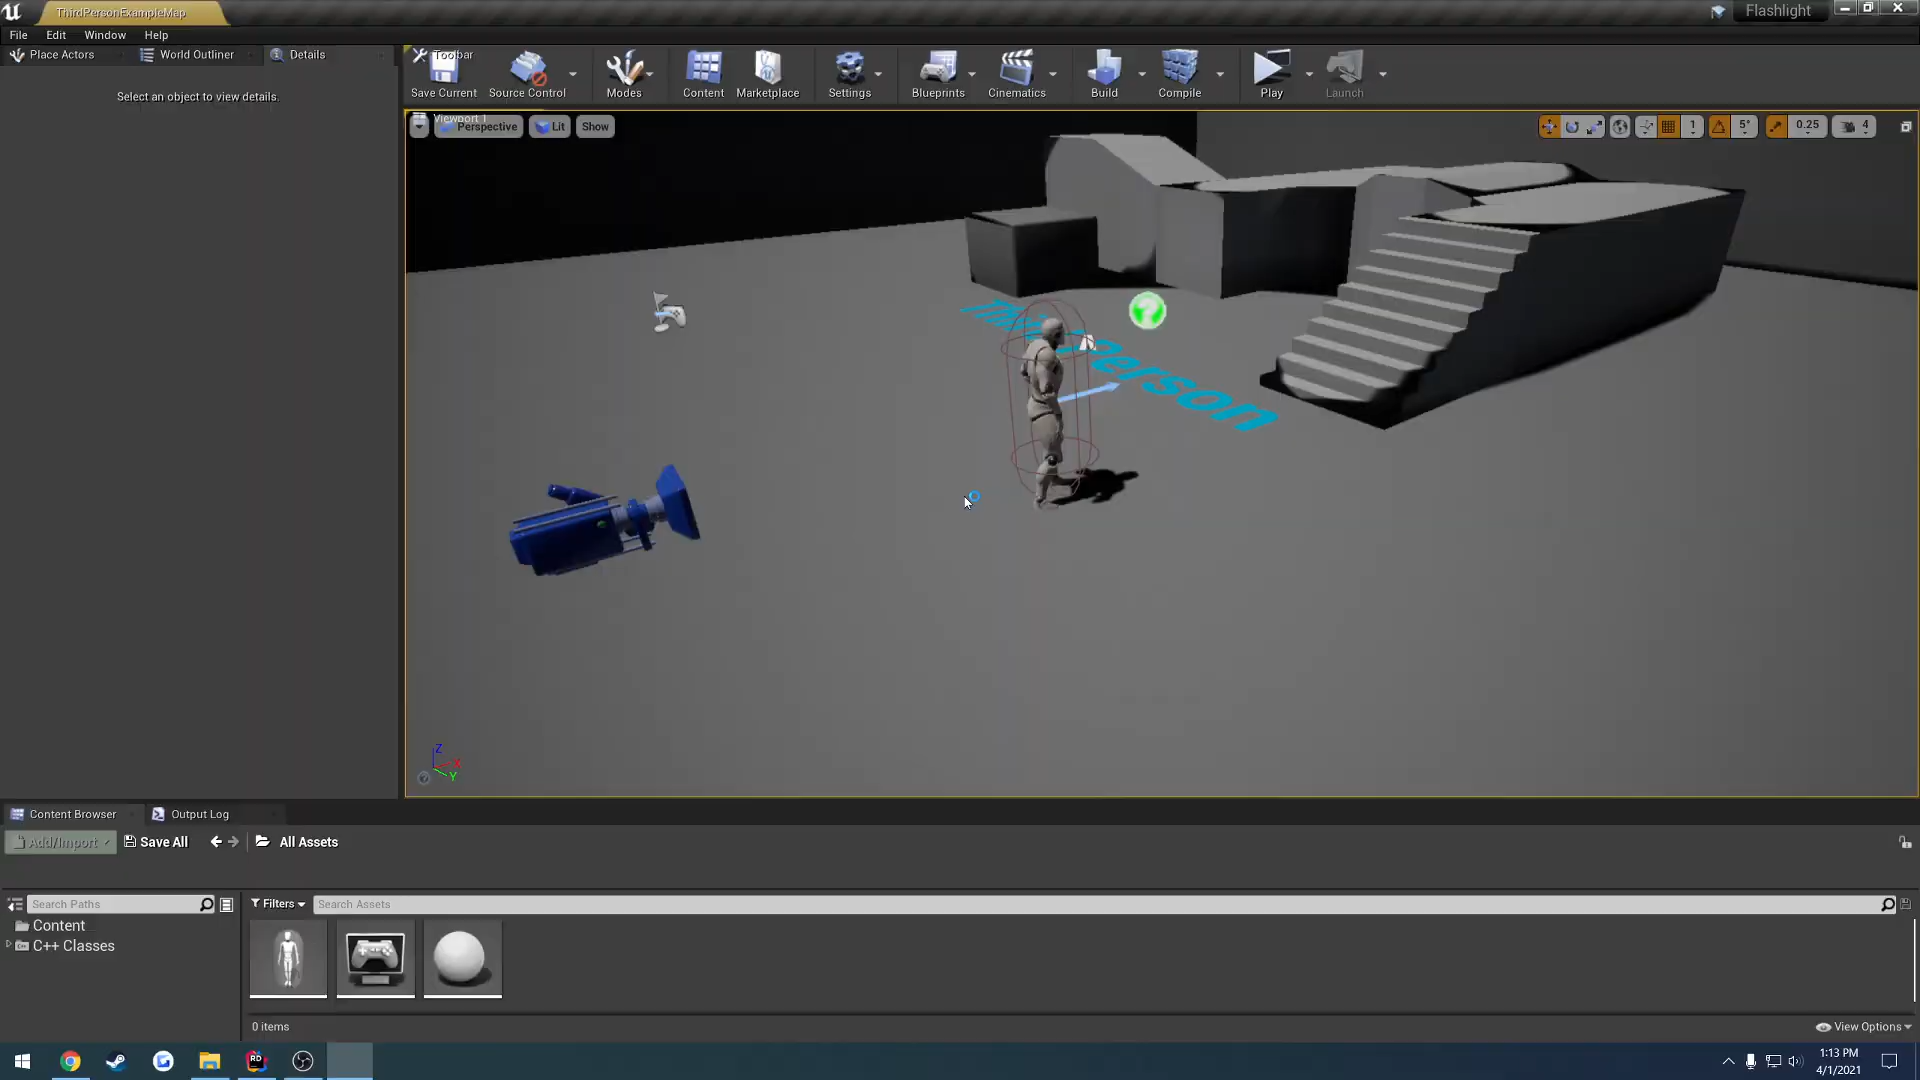 ThirdPersonExampleMap
Flashlight
File Edit Window Help
Place Actors World Outliner Details
Toolbar
Select an object to view details.
Save Current Source Control Modes Content Marketplace Settings Blueprints Cinematics Build Compile Play Launch
Viewport 1
Perspective Lit Show
1 5° 0.25 4
Person
Z
X
Y
Content Browser Output Log
Add/Import Save All All Assets
Search Paths Filters Search Assets
Content
C++ Classes
0 items View Options
RD
1:13 PM
4/1/2021